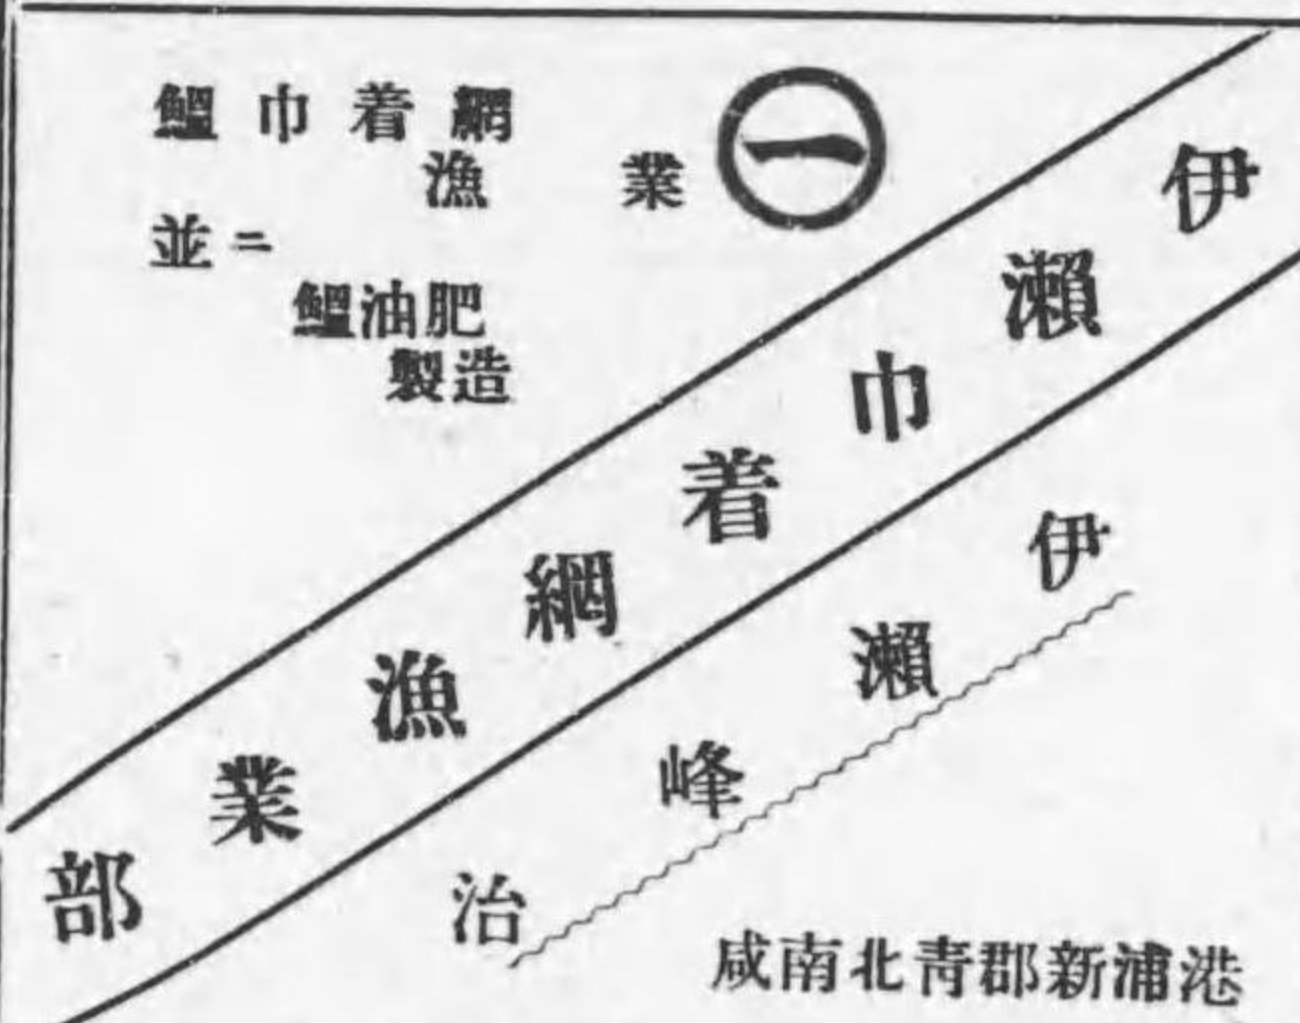 鰮巾着網
漁業
並ニ
鰮油肥
製造
一
伊瀬巾着網漁業部
伊瀬峰治
咸南北青郡新浦港